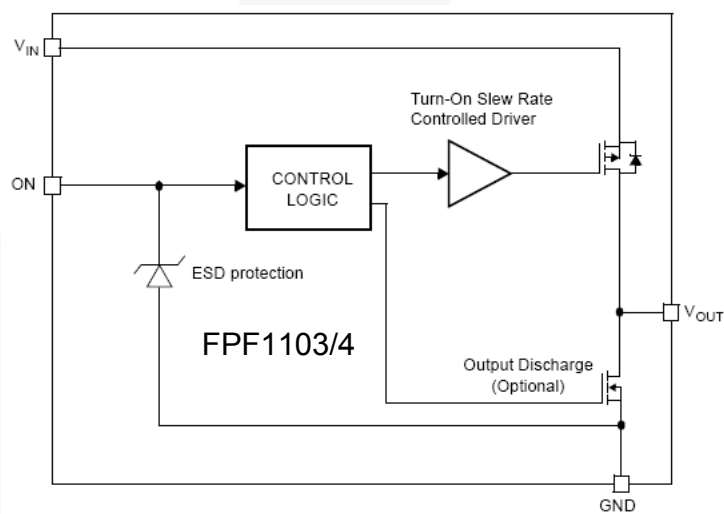 VIN
Turn-On Slew Rate
Controlled Driver
ON
CONTROL
LOGIC
ESD protection
FPF1103/4
VOUT
Output Discharge
(Optional)
GND